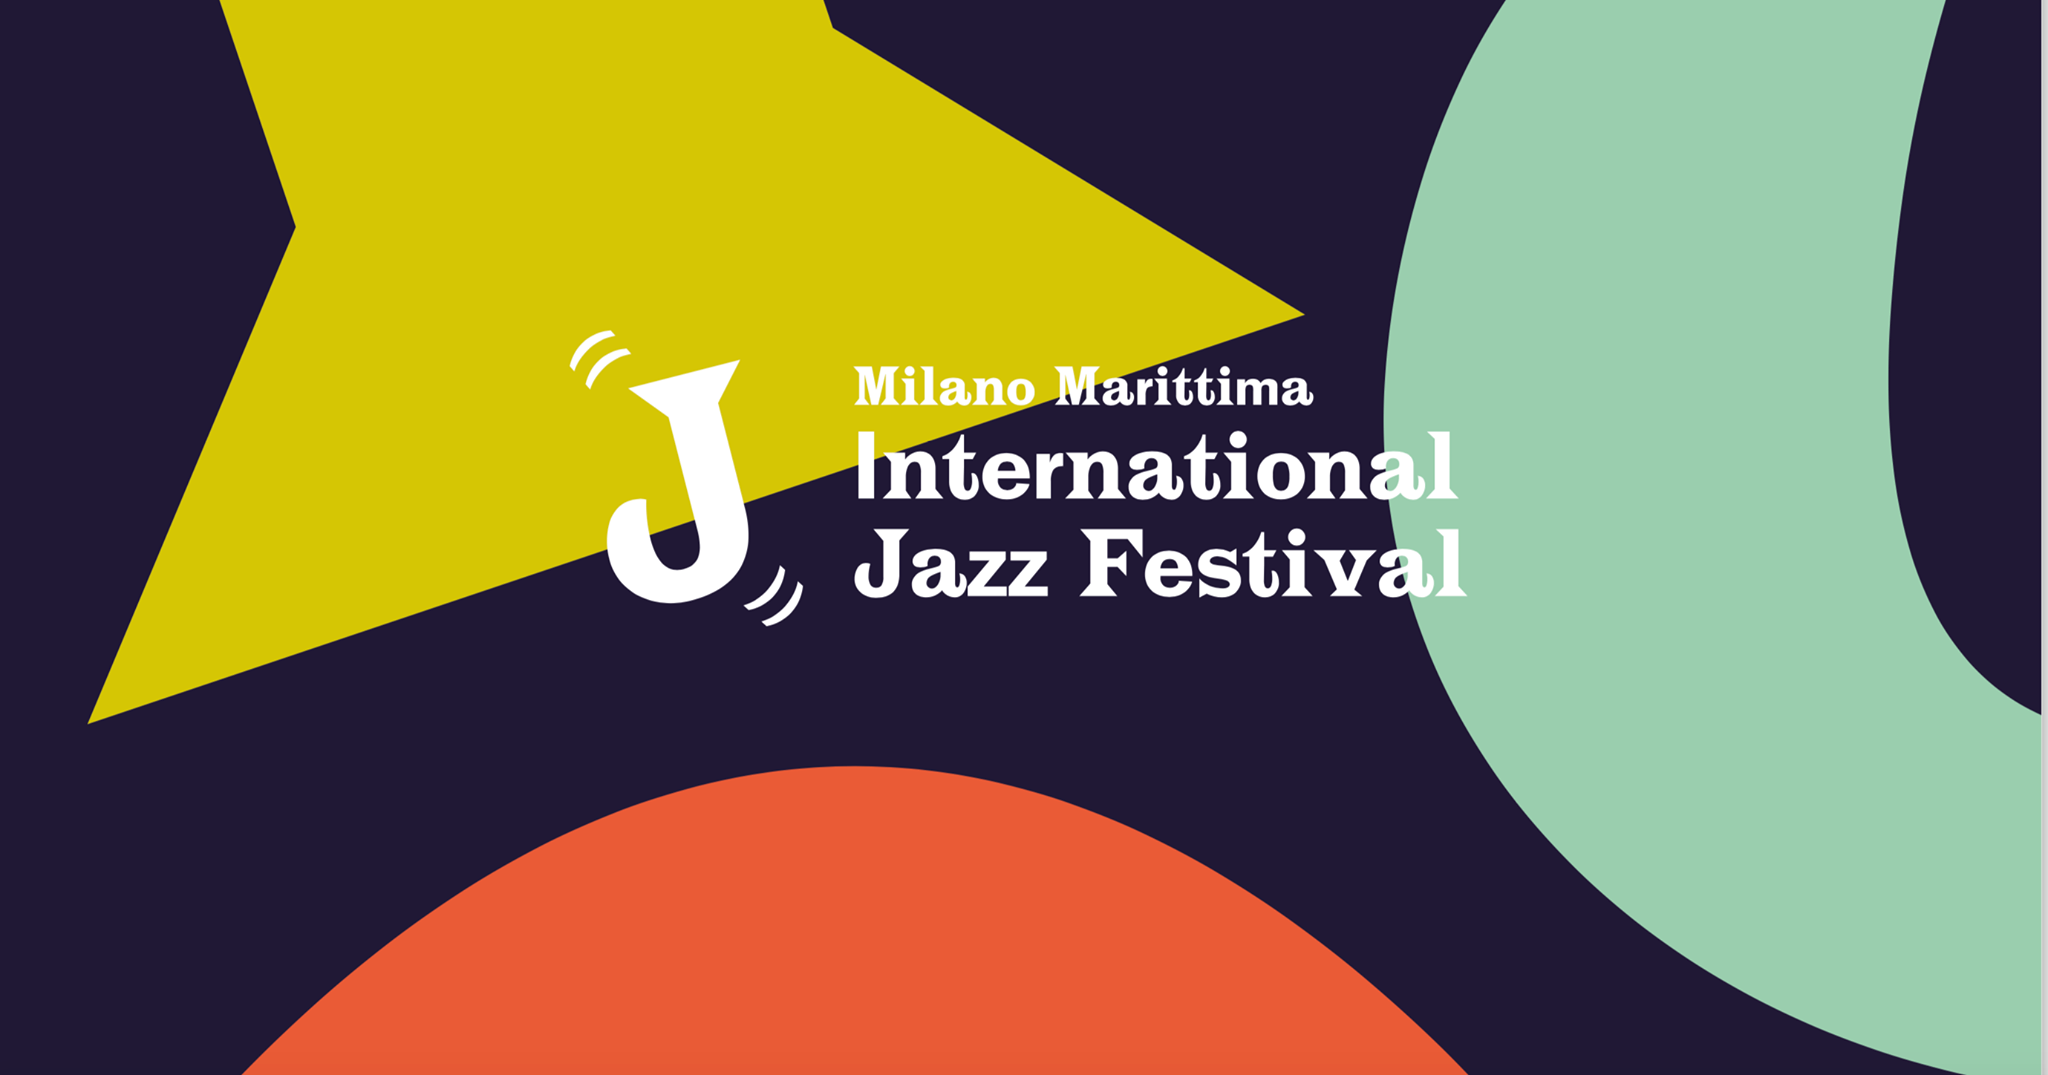 J
Milano Marittima
International
Jazz Festival